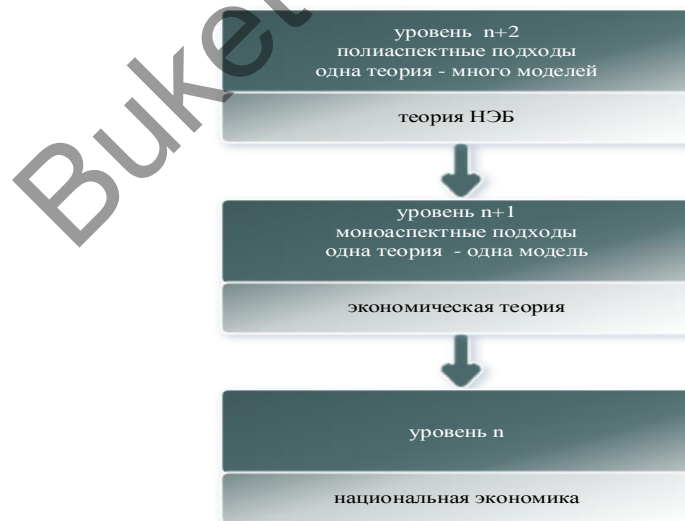 Buket
уровень n+2
полиаспектные подходы
одна теория - много моделей
теория НЭБ
уровень n+1
моноаспектные подходы
одна теория - одна модель
экономическая теория
уровень n
национальная экономика